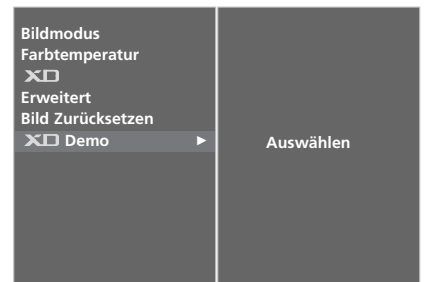 Bildmodus
Farbtemperatur
XD
Erweitert
Bild Zurücksetzen
XD Demo ►
Auswählen